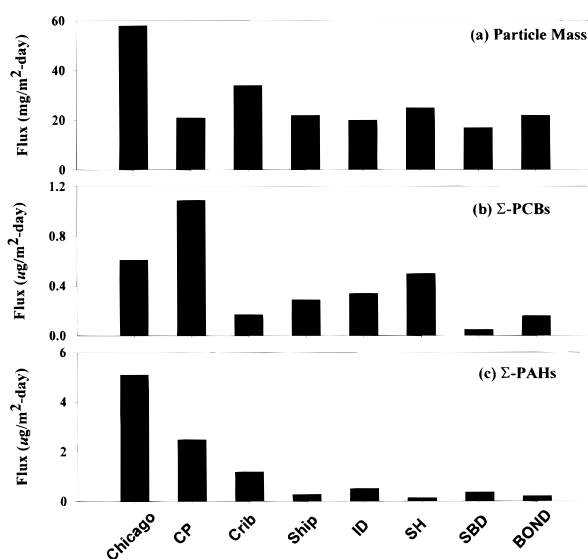 60
(a) Particle Mass
40
20
0
Flux (mg/m²-day)
1.2
(b) Σ-PCBs
0.8
0.4
0.0
Flux (ug/m²-day)
6
(c) Σ-PAHs
4
2
0
Flux (ug/m²-day)
Chicago
CP
Crib
Ship
ID
SH
SBD
BOND